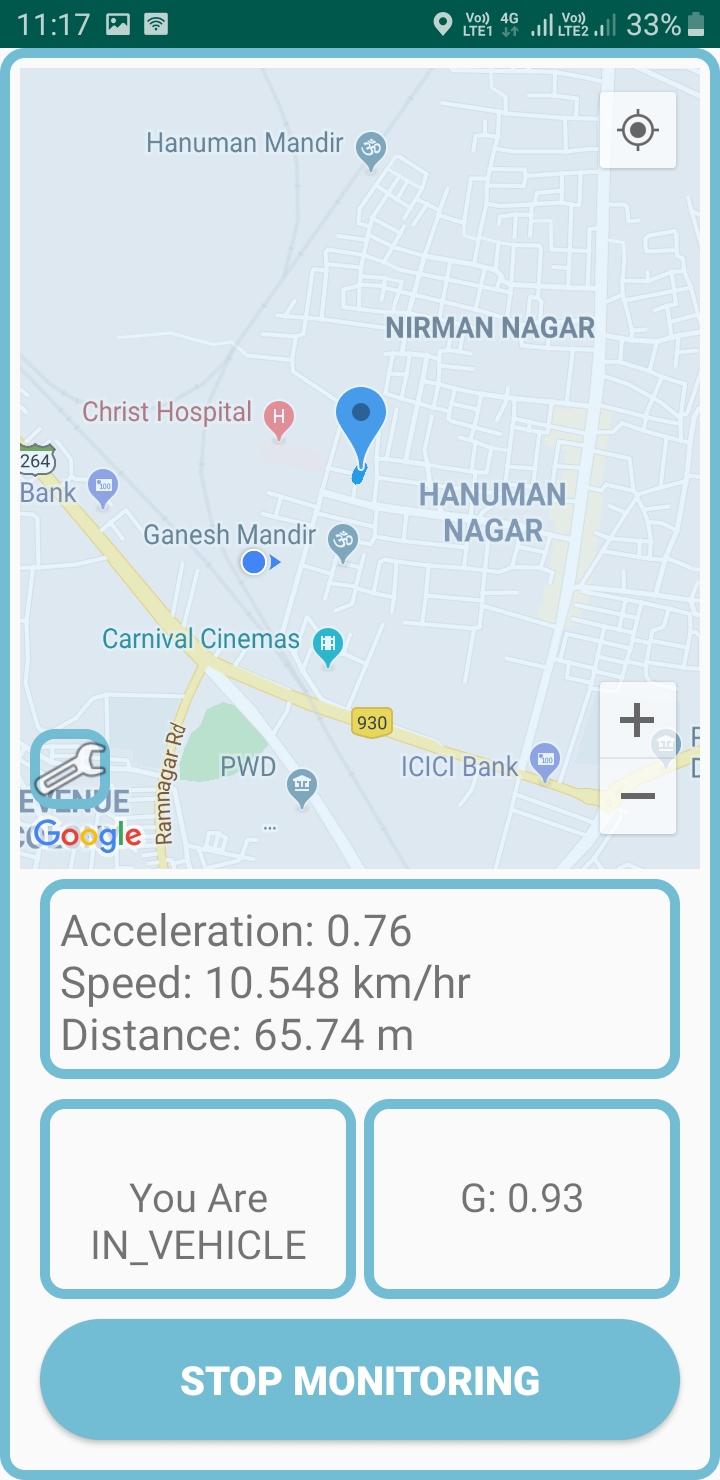 11:17
Vo)) 4G Vo))
LTE1 LTE2 33%
Hanuman Mandir
NIRMAN NAGAR
Christ Hospital
H
264
Bank
100
HANUMAN
NAGAR
Ganesh Mandir
ॐ
Carnival Cinemas
930
Ramnagar Rd
PWD
ICICI Bank
100
EVENUE
Google
Acceleration: 0.76
Speed: 10.548 km/hr
Distance: 65.74 m
You Are
IN_VEHICLE
G: 0.93
STOP MONITORING